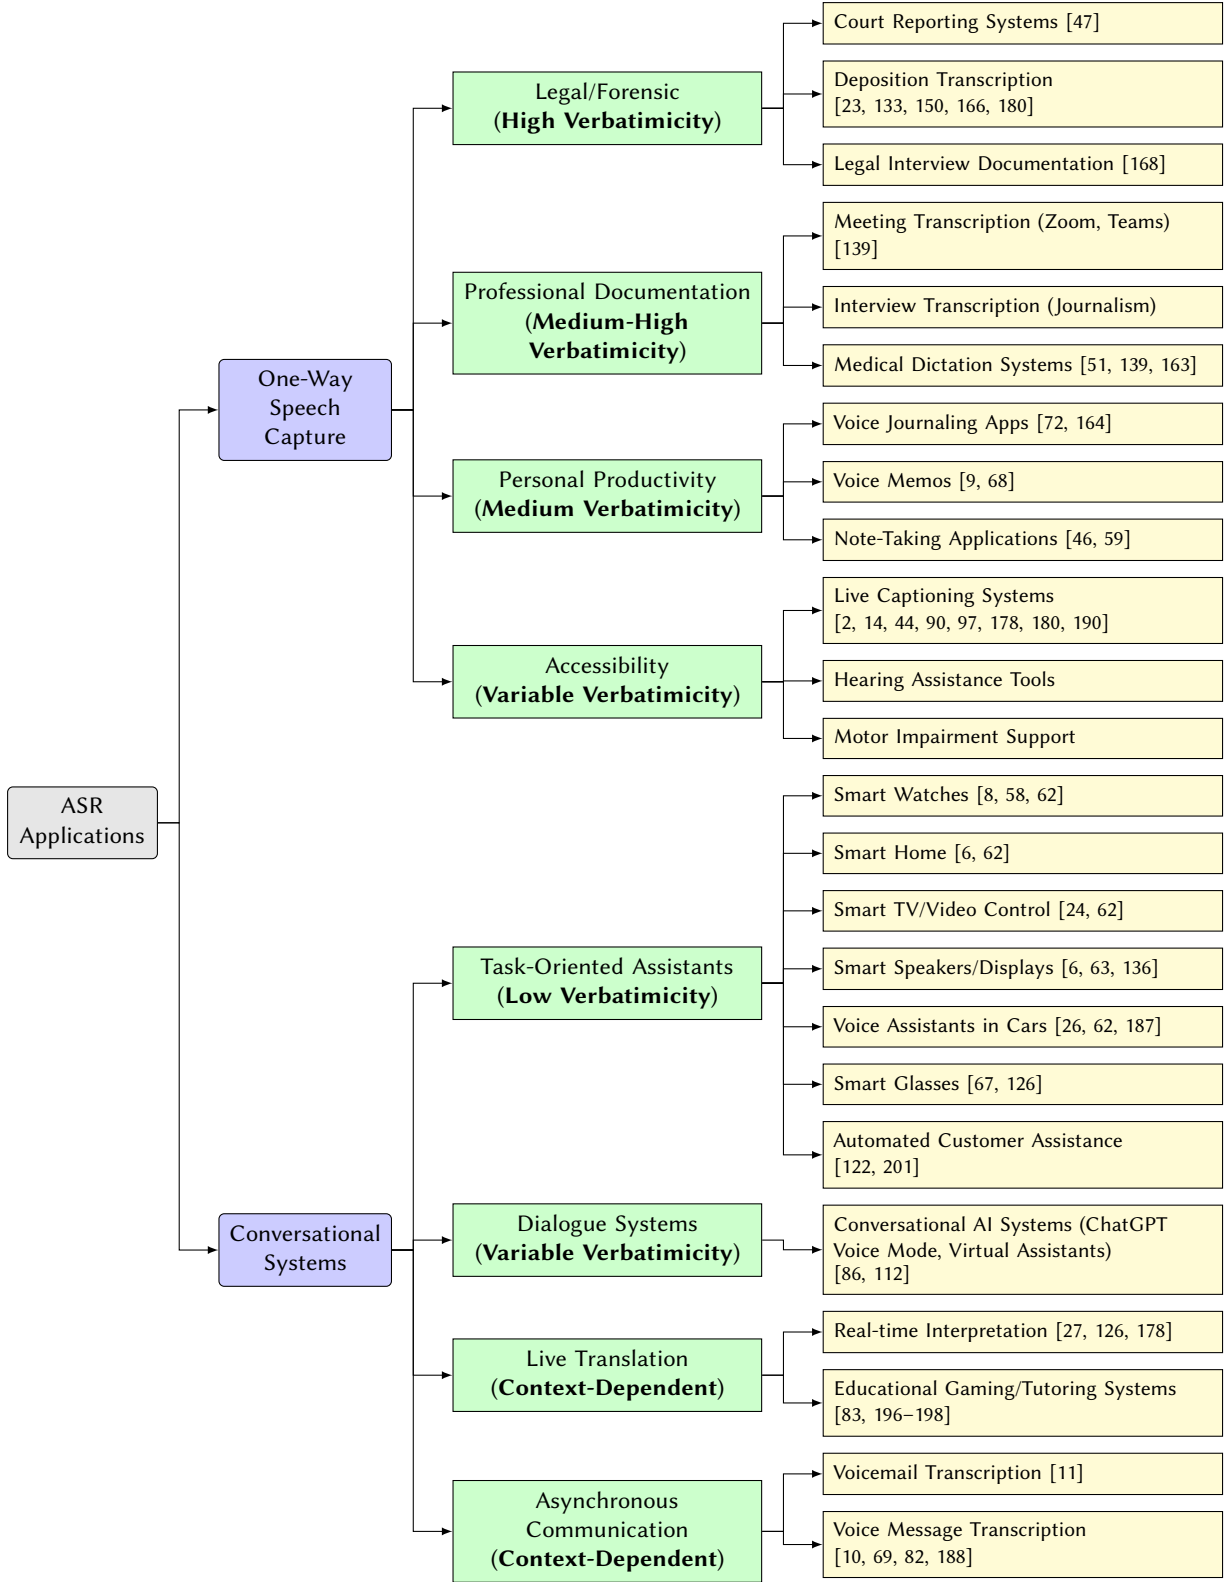 ASR
Applications
One-Way
Speech
Capture
Legal/Forensic
(High Verbatimicity)
Court Reporting Systems [47]
Deposition Transcription
[23, 133, 150, 166, 180]
Legal Interview Documentation [168]
Professional Documentation
(Medium-High
Verbatimicity)
Meeting Transcription (Zoom, Teams)
[139]
Interview Transcription (Journalism)
Medical Dictation Systems [51, 139, 163]
Personal Productivity
(Medium Verbatimicity)
Voice Journaling Apps [72, 164]
Voice Memos [9, 68]
Note-Taking Applications [46, 59]
Accessibility
(Variable Verbatimicity)
Live Captioning Systems
[2, 14, 44, 90, 97, 178, 180, 190]
Hearing Assistance Tools
Motor Impairment Support
Conversational
Systems
Task-Oriented Assistants
(Low Verbatimicity)
Smart Watches [8, 58, 62]
Smart Home [6, 62]
Smart TV/Video Control [24, 62]
Smart Speakers/Displays [6, 63, 136]
Voice Assistants in Cars [26, 62, 187]
Smart Glasses [67, 126]
Automated Customer Assistance
[122, 201]
Dialogue Systems
(Variable Verbatimicity)
Conversational AI Systems (ChatGPT
Voice Mode, Virtual Assistants)
[86, 112]
Live Translation
(Context-Dependent)
Real-time Interpretation [27, 126, 178]
Educational Gaming/Tutoring Systems
[83, 196–198]
Asynchronous
Communication
(Context-Dependent)
Voicemail Transcription [11]
Voice Message Transcription
[10, 69, 82, 188]